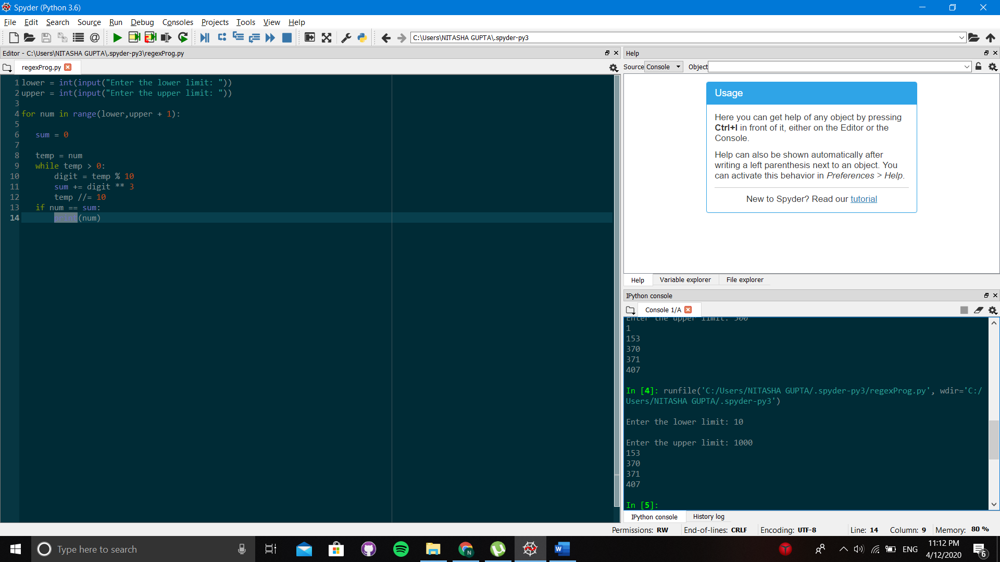 Spyder (Python 3.6)
File Edit Search Source Run Debug Consoles Projects Tools View Help
C:\Users\NITASHA GUPTA\.spyder-py3
Editor - C:\Users\NITASHA GUPTA\.spyder-py3\regexProg.py
regexProg.py
1 lower = int(input("Enter the lower limit: "))
2 upper = int(input("Enter the upper limit: "))
3
4 for num in range(lower,upper + 1):
5
6    sum = 0
7
8    temp = num
9    while temp > 0:
10        digit = temp % 10
11        sum += digit ** 3
12        temp //= 10
13    if num == sum:
14        print(num)
Help
Source Console Object
Usage
Here you can get help of any object by pressing
Ctrl+I in front of it, either on the Editor or the
Console.
Help can also be shown automatically after
writing a left parenthesis next to an object. You
can activate this behavior in Preferences > Help.
New to Spyder? Read our tutorial
Help Variable explorer File explorer
IPython console
Console 1/A
Enter the upper limit: 500
1
153
370
371
407
In [4]: runfile('C:/Users/NITASHA GUPTA/.spyder-py3/regexProg.py', wdir='C:/
Users/NITASHA GUPTA/.spyder-py3')
Enter the lower limit: 10
Enter the upper limit: 1000
153
370
371
407
In [5]:
IPython console History log
Permissions: RW End-of-lines: CRLF Encoding: UTF-8 Line: 14 Column: 9 Memory: 80 %
Type here to search
N
W
ENG
11:12 PM
4/12/2020
6